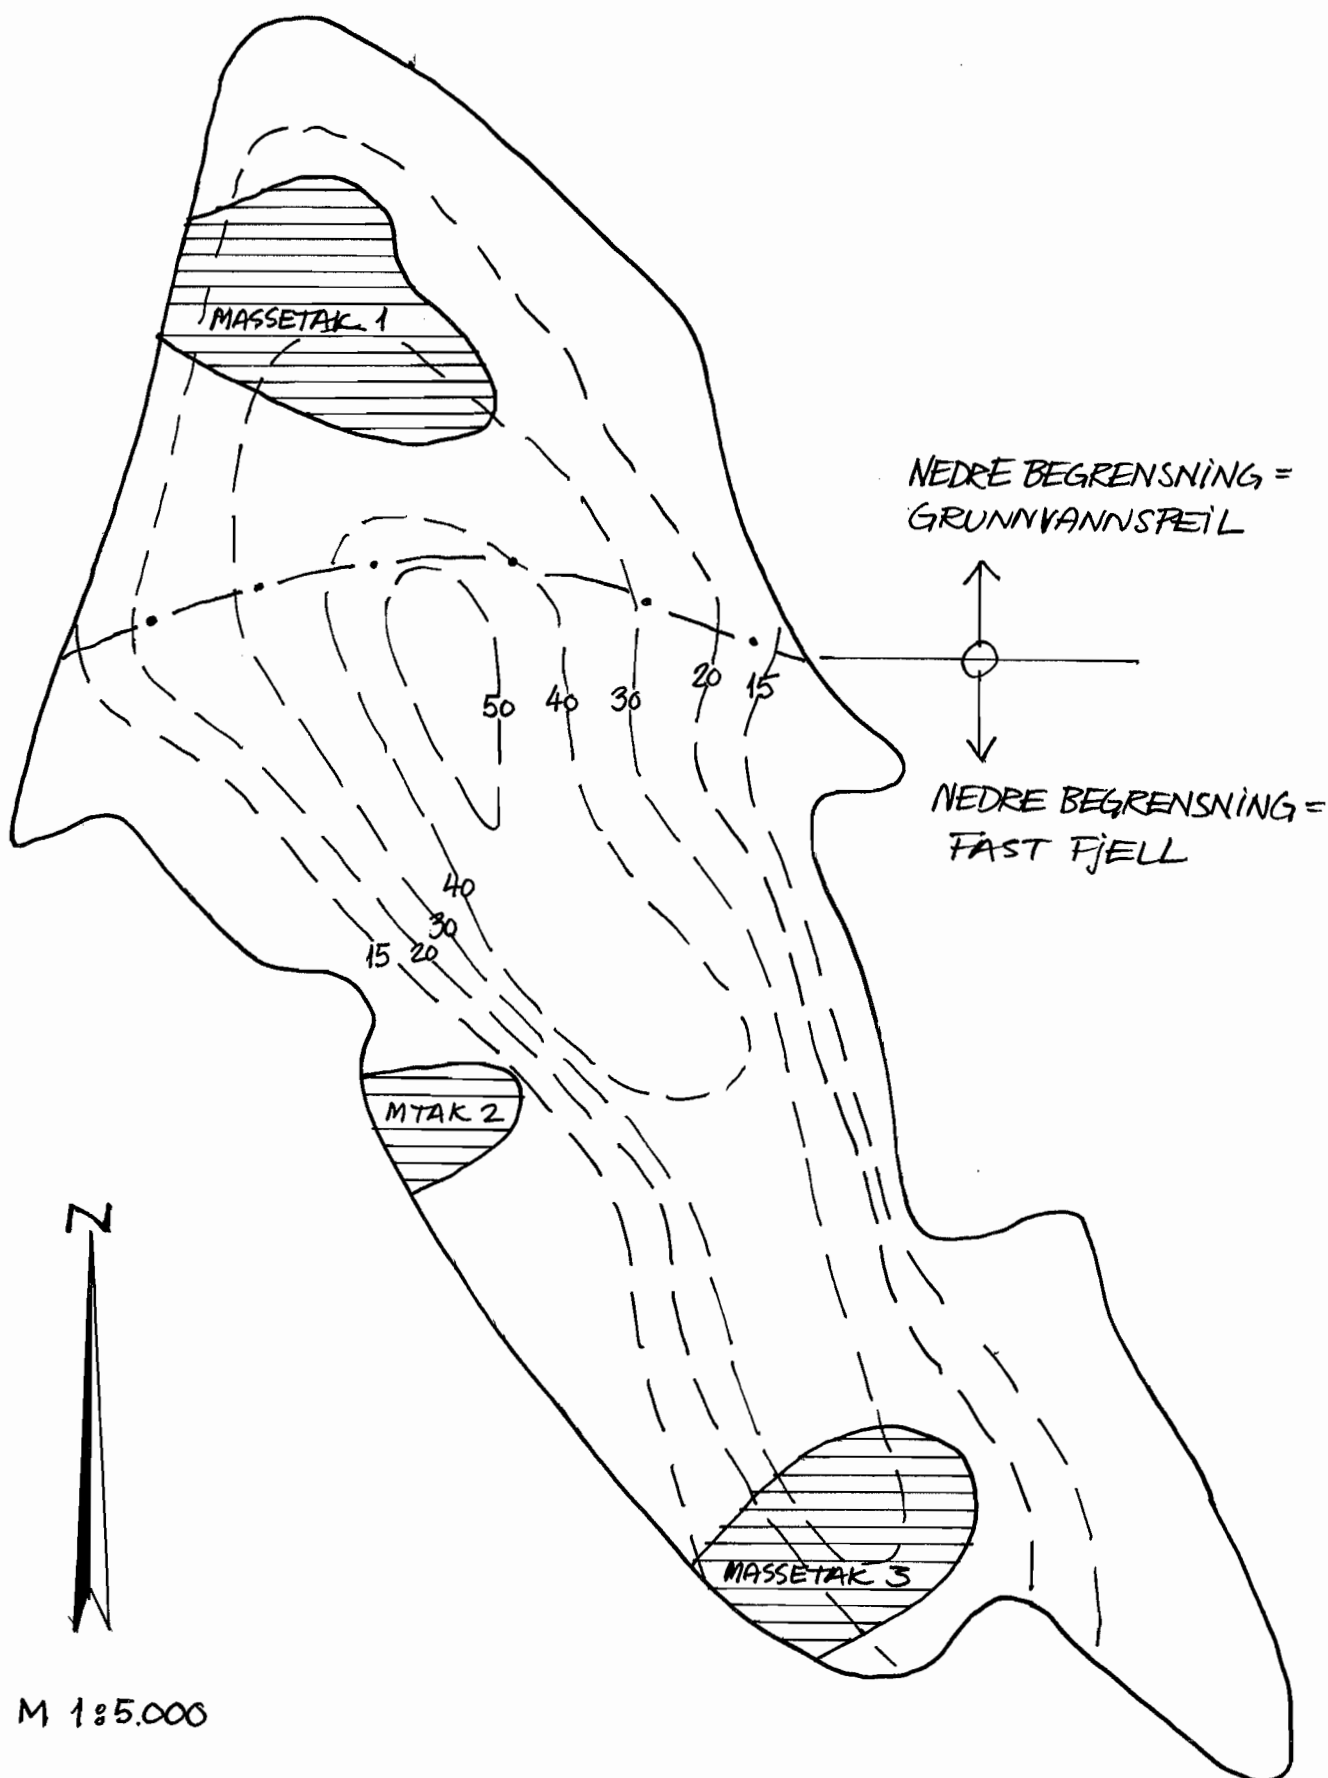 MASSETAK 1
NEDRE BEGRENSNING =
GRUNNVANNSPEIL
50 40 30 20 15
NEDRE BEGRENSNING =
FAST FJELL
40
30
15 20
MTAK 2
N
MASSETAK 3
M 1:5.000